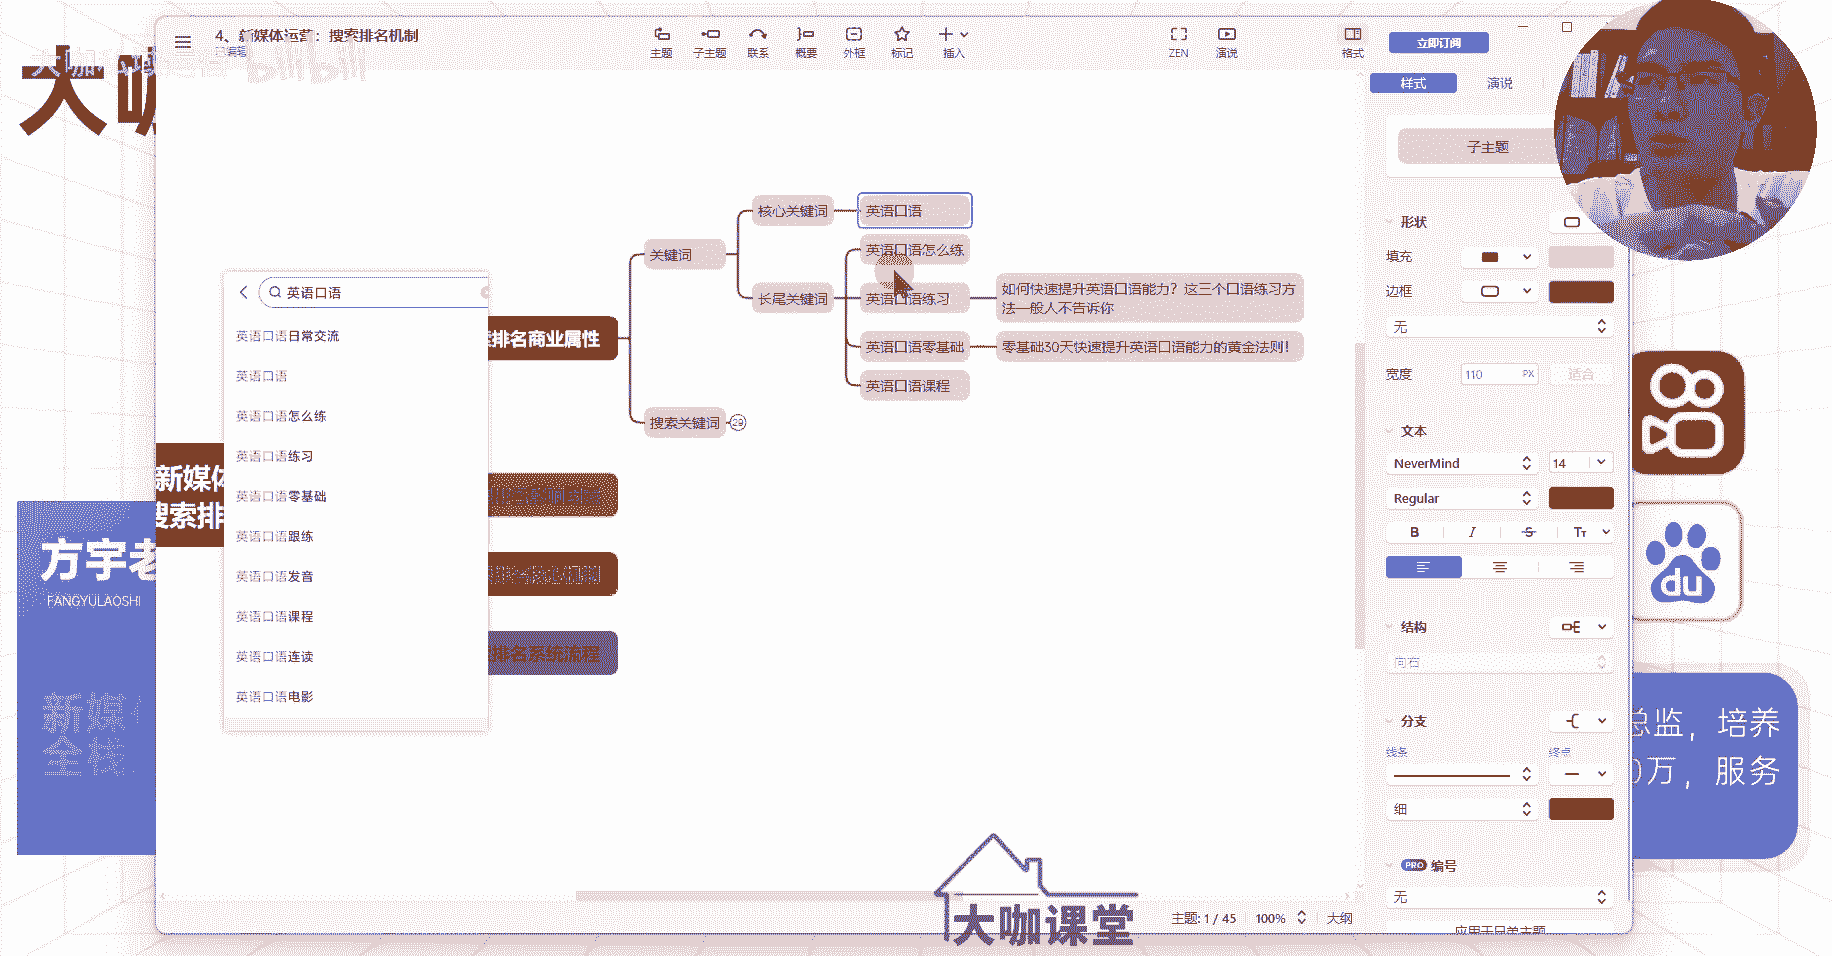 4、新媒体运营：搜索排名机制
已编辑
主题
子主题
联系
概要
外框
标记
插入
ZEN
演说
格式
立即订阅
bilibili
大咖
样式
演说
子主题
核心关键词
英语口语
关键词
英语口语怎么练
长尾关键词
英语口语练习
如何快速提升英语口语能力？这三个口语练习方
法一般人不告诉你
英语口语零基础
零基础30天快速提升英语口语能力的黄金法则！
英语口语课程
搜索关键词
29
排名商业属性
排名系统流程
新媒体
搜索排
英语口语
英语口语日常交流
英语口语
英语口语怎么练
英语口语练习
英语口语零基础
英语口语跟练
英语口语发音
英语口语课程
英语口语连读
英语口语电影
方宇老
FANGYULAOSHI
新媒体
全栈
形状
填充
边框
无
宽度
110
PX
适合
文本
NeverMind
14
Regular
B
I
S
Tт
结构
向右
分支
线条
终点
细
PRO 编号
无
应用于兄弟主题
du
总监，培养
0万，服务
大咖课堂
主题: 1 / 45
100%
大纲